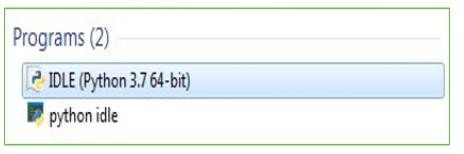 Programs (2)
IDLE (Python 3.7 64-bit)
python idle